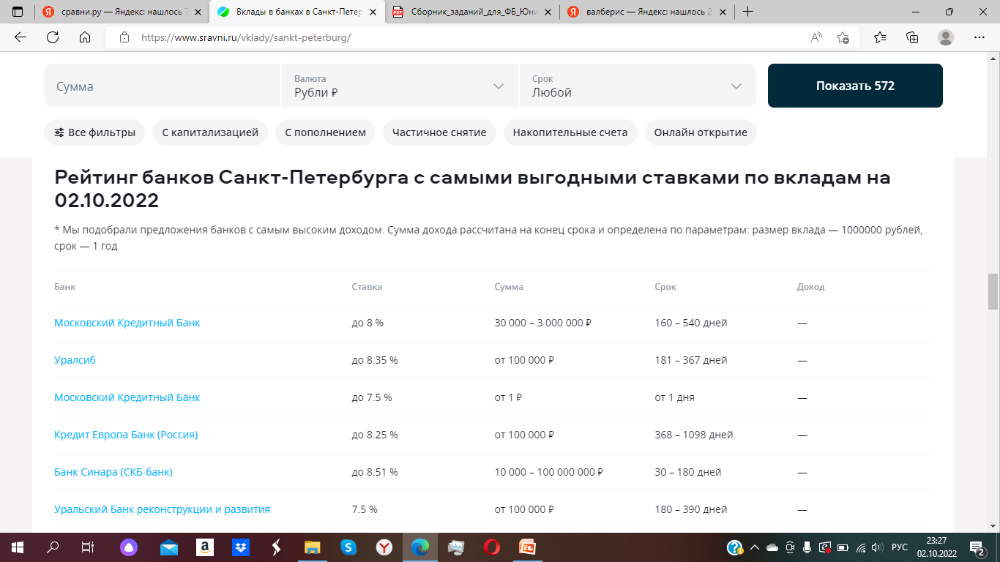 сравни.ру — Яндекс: нашлось 7
Вклады в банках в Санкт-Петер
Сборник_заданий_для_ФБ_Юни
валберис — Яндекс: нашлось 2
https://www.sravni.ru/vklady/sankt-peterburg/
Сумма
Валюта
Рубли ₽
Срок
Любой
Показать 572
Все фильтры
С капитализацией
С пополнением
Частичное снятие
Накопительные счета
Онлайн открытие
Рейтинг банков Санкт-Петербурга с самыми выгодными ставками по вкладам на
02.10.2022
* Мы подобрали предложения банков с самым высоким доходом. Сумма дохода рассчитана на конец срока и определена по параметрам: размер вклада — 1000000 рублей,
срок — 1 год
Банк Ставка Сумма Срок Доход
Московский Кредитный Банк до 8 % 30 000 – 3 000 000 ₽ 160 – 540 дней —
Уралсиб до 8.35 % от 100 000 ₽ 181 – 367 дней —
Московский Кредитный Банк до 7.5 % от 1 ₽ от 1 дня —
Кредит Европа Банк (Россия) до 8.25 % от 100 000 ₽ 368 – 1098 дней —
Банк Синара (СКБ-банк) до 8.51 % 10 000 – 100 000 000 ₽ 30 – 180 дней —
Уральский Банк реконструкции и развития 7.5 % от 100 000 ₽ 180 – 390 дней —
РУС
23:27
02.10.2022
2